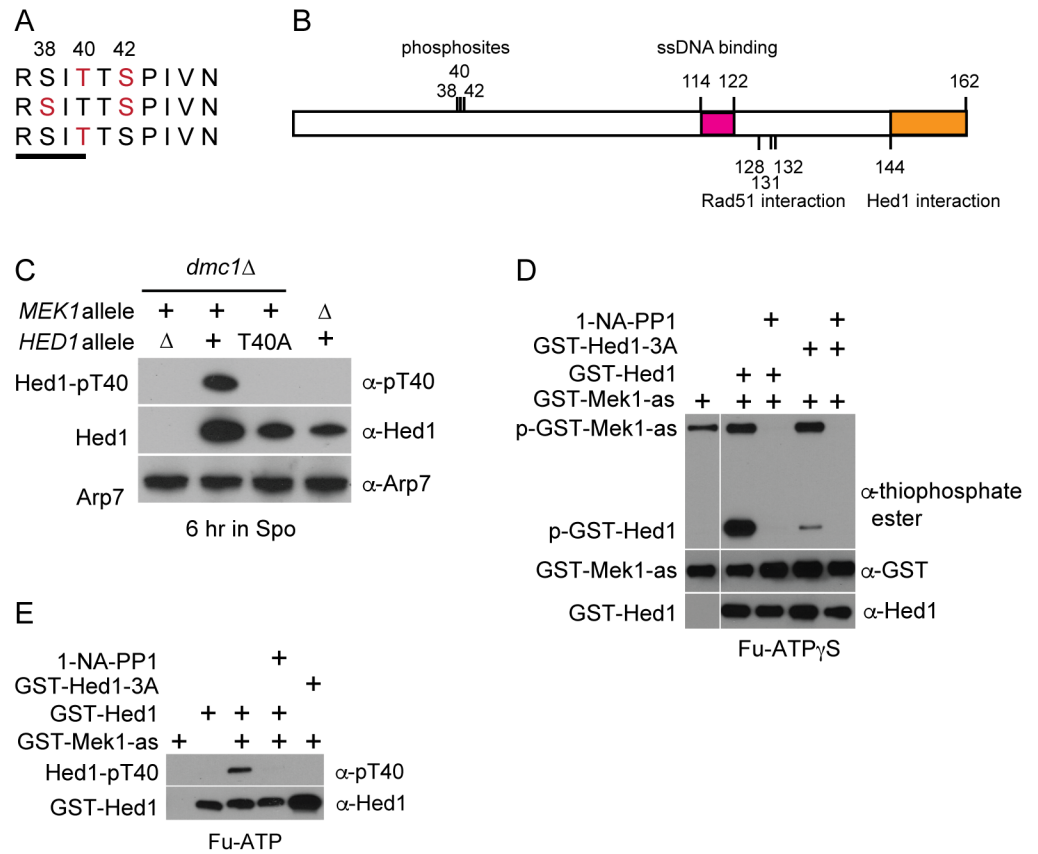 A
38 40 42
R S I T T S P I V N
R S I T T S P I V N
R S I T T S P I V N
B
phosphosites
ssDNA binding
40
38 42
114 122
162
128 132
131
144
Rad51 interaction
Hed1 interaction
C
dmc1Δ
MEK1 allele + + + Δ
HED1 allele Δ + T40A +
Hed1-pT40
α-pT40
Hed1
α-Hed1
Arp7
α-Arp7
6 hr in Spo
D
1-NA-PP1 + +
GST-Hed1-3A + +
GST-Hed1 + +
GST-Mek1-as + + + + +
p-GST-Mek1-as
α-thiophosphate
ester
p-GST-Hed1
GST-Mek1-as
α-GST
GST-Hed1
α-Hed1
Fu-ATPγS
E
1-NA-PP1 +
GST-Hed1-3A +
GST-Hed1 + + +
GST-Mek1-as + + + +
Hed1-pT40
α-pT40
GST-Hed1
α-Hed1
Fu-ATP